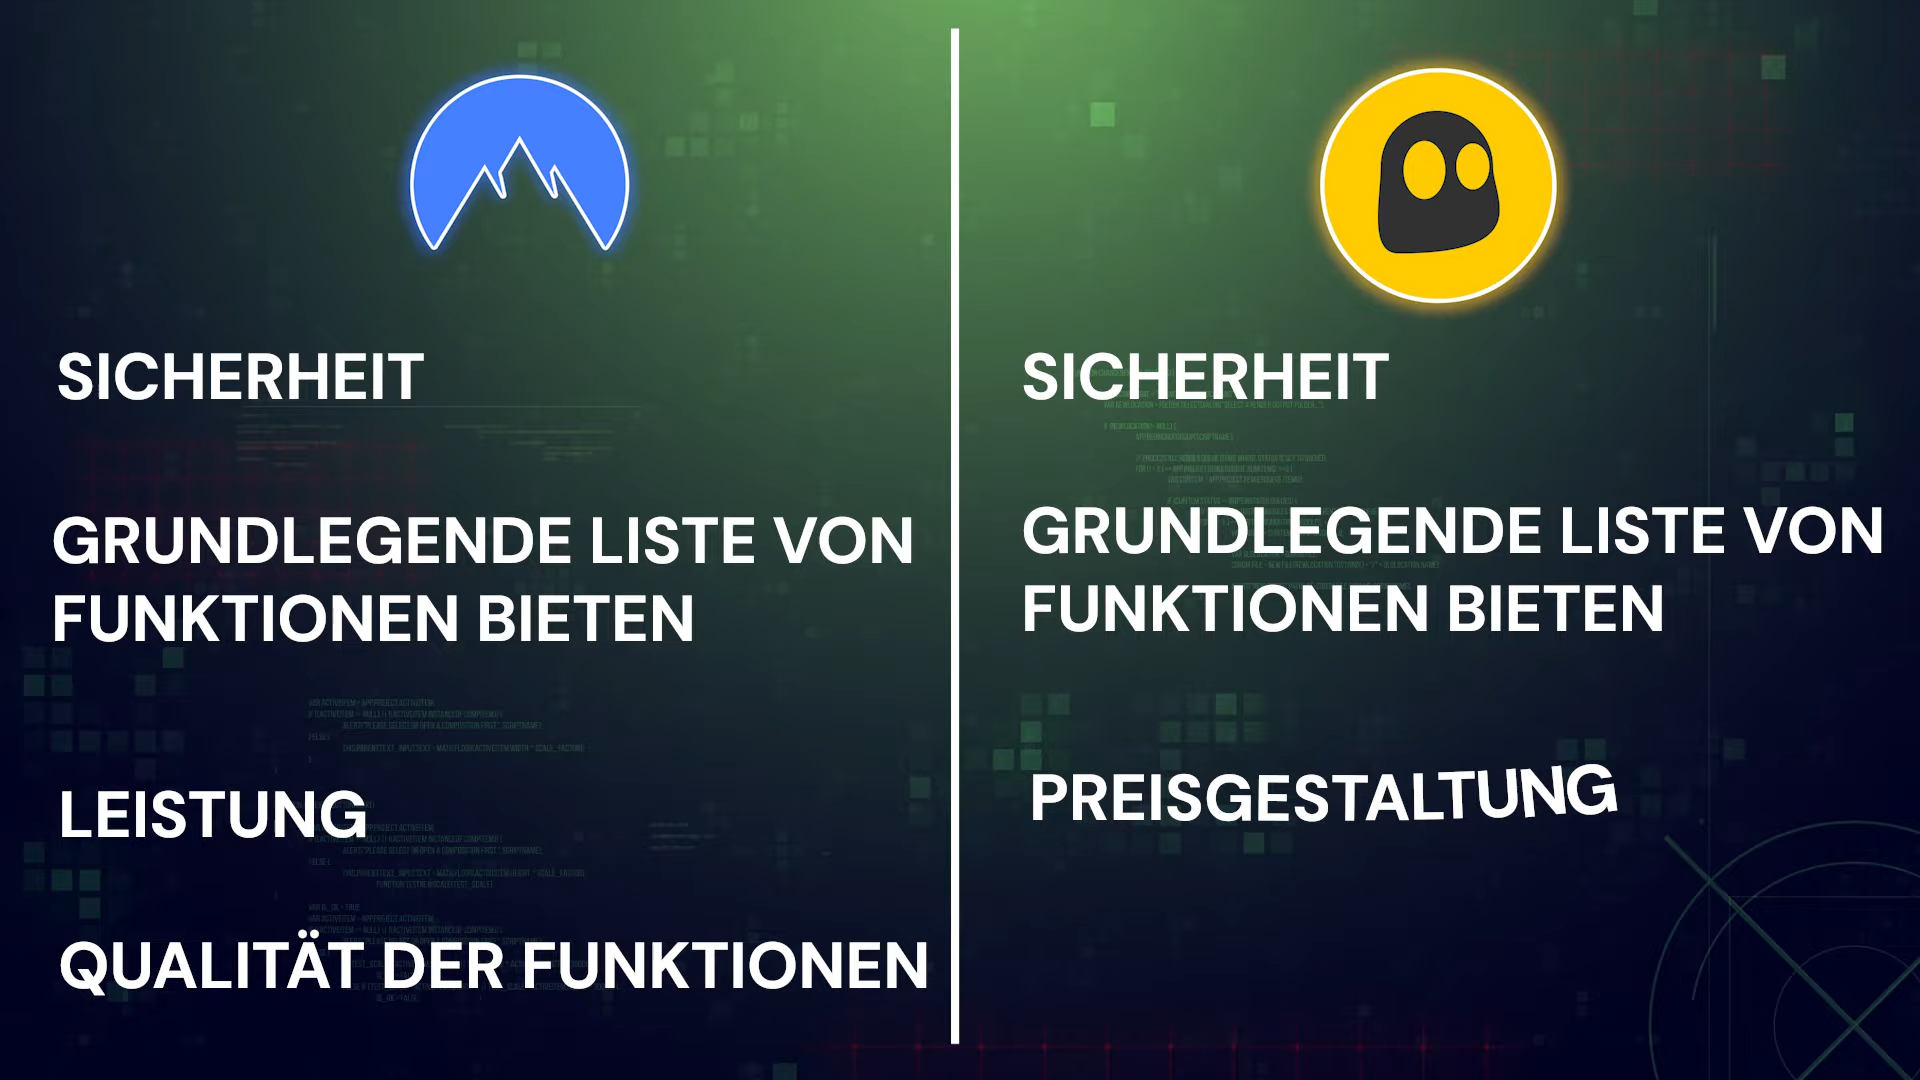 SICHERHEIT
GRUNDLEGENDE LISTE VON
FUNKTIONEN BIETEN
LEISTUNG
QUALITÄT DER FUNKTIONEN
SICHERHEIT
GRUNDLEGENDE LISTE VON
FUNKTIONEN BIETEN
PREISGESTALTUNG